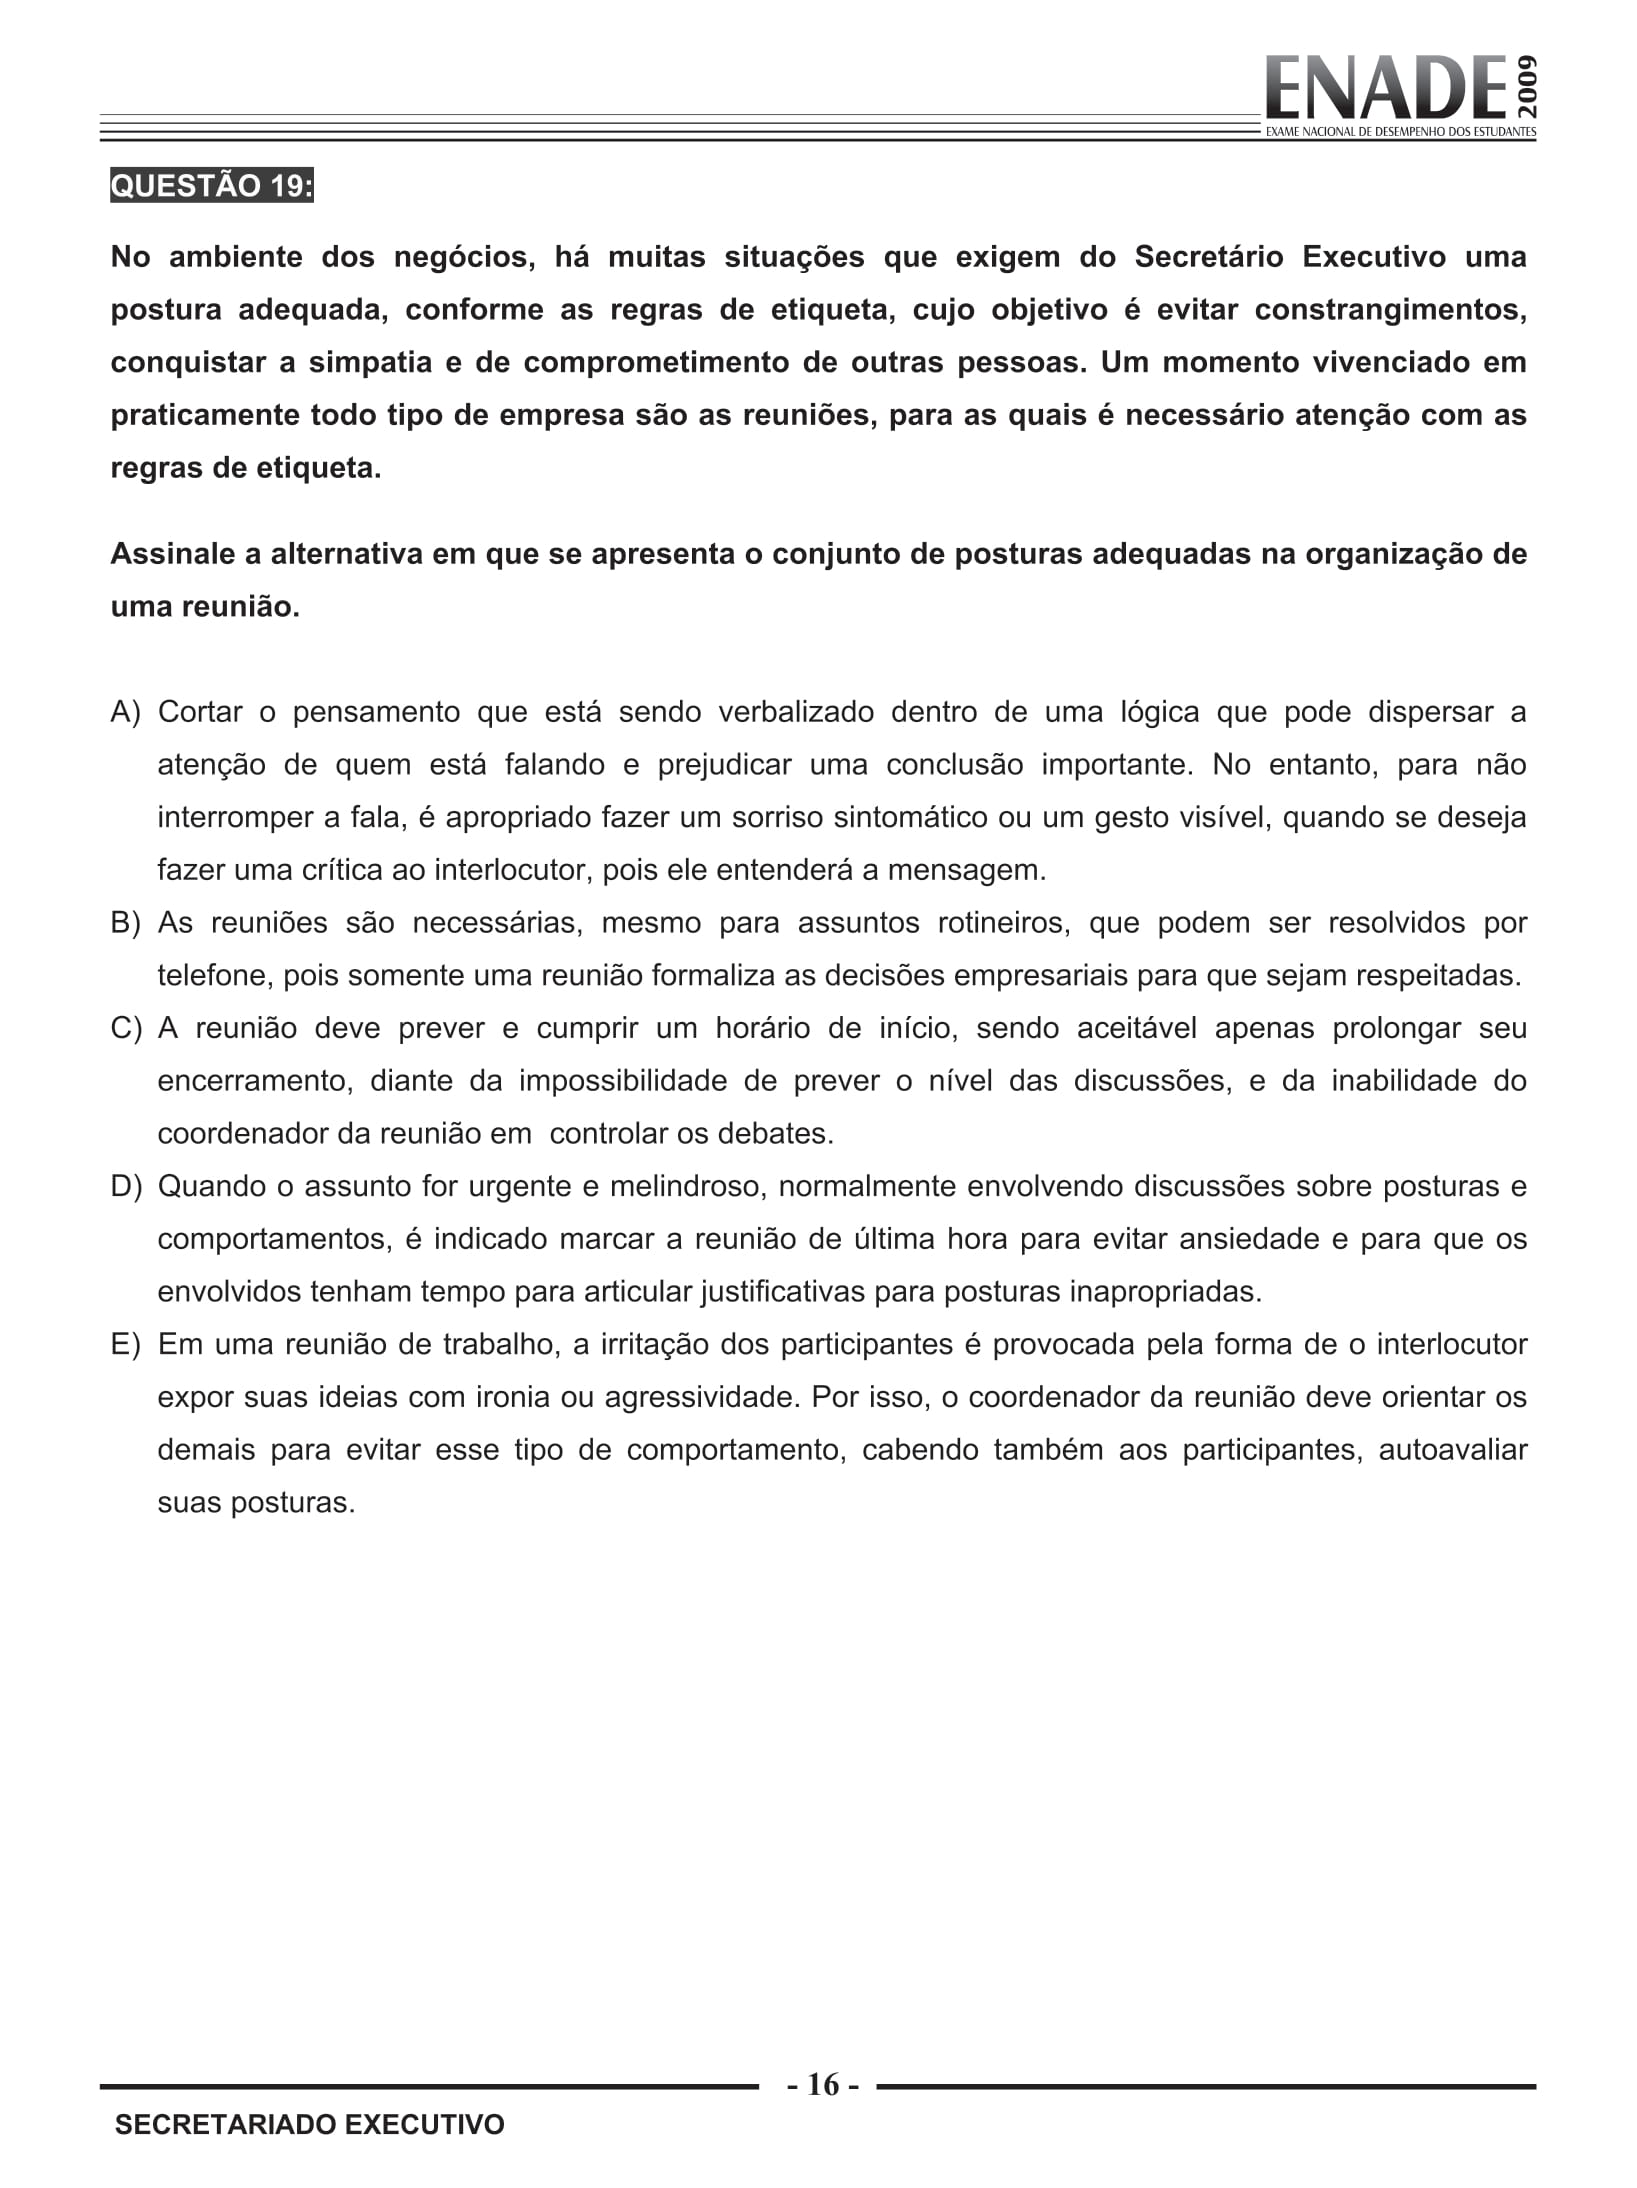 ENADE 2009
EXAME NACIONAL DE DESEMPENHO DOS ESTUDANTES
QUESTÃO 19:
No ambiente dos negócios, há muitas situações que exigem do Secretário Executivo uma
postura adequada, conforme as regras de etiqueta, cujo objetivo é evitar constrangimentos,
conquistar a simpatia e de comprometimento de outras pessoas. Um momento vivenciado em
praticamente todo tipo de empresa são as reuniões, para as quais é necessário atenção com as
regras de etiqueta.
Assinale a alternativa em que se apresenta o conjunto de posturas adequadas na organização de
uma reunião.
A) Cortar o pensamento que está sendo verbalizado dentro de uma lógica que pode dispersar a
atenção de quem está falando e prejudicar uma conclusão importante. No entanto, para não
interromper a fala, é apropriado fazer um sorriso sintomático ou um gesto visível, quando se deseja
fazer uma crítica ao interlocutor, pois ele entenderá a mensagem.
B) As reuniões são necessárias, mesmo para assuntos rotineiros, que podem ser resolvidos por
telefone, pois somente uma reunião formaliza as decisões empresariais para que sejam respeitadas.
C) A reunião deve prever e cumprir um horário de início, sendo aceitável apenas prolongar seu
encerramento, diante da impossibilidade de prever o nível das discussões, e da inabilidade do
coordenador da reunião em controlar os debates.
D) Quando o assunto for urgente e melindroso, normalmente envolvendo discussões sobre posturas e
comportamentos, é indicado marcar a reunião de última hora para evitar ansiedade e para que os
envolvidos tenham tempo para articular justificativas para posturas inapropriadas.
E) Em uma reunião de trabalho, a irritação dos participantes é provocada pela forma de o interlocutor
expor suas ideias com ironia ou agressividade. Por isso, o coordenador da reunião deve orientar os
demais para evitar esse tipo de comportamento, cabendo também aos participantes, autoavaliar
suas posturas.
- 16 -
SECRETARIADO EXECUTIVO